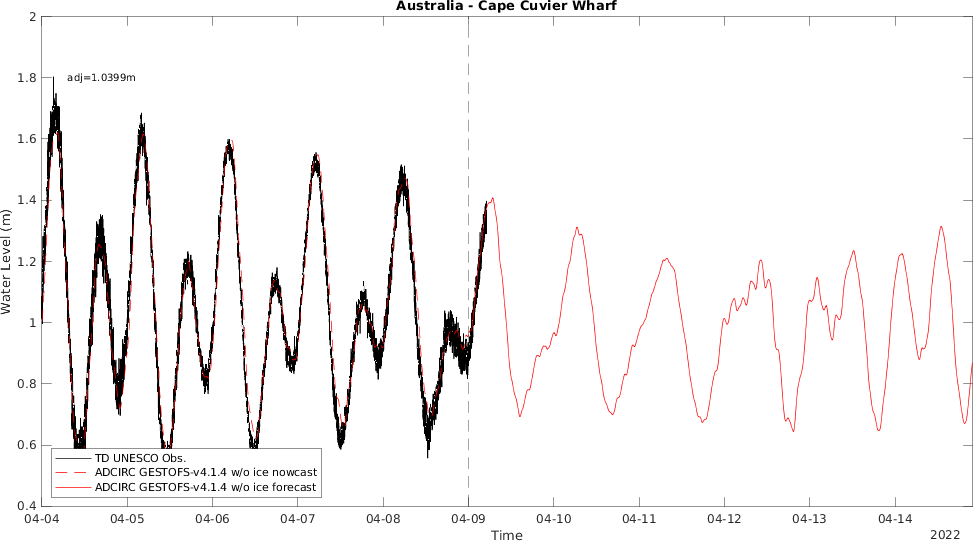 Australia - Cape Cuvier Wharf
2
1.8
1.6
1.4
1.2
1
0.8
0.6
0.4
Water Level (m)
adj=1.0399m
TD UNESCO Obs.
ADCIRC GESTOFS-v4.1.4 w/o ice nowcast
ADCIRC GESTOFS-v4.1.4 w/o ice forecast
04-04 04-05 04-06 04-07 04-08 04-09 04-10 04-11 04-12 04-13 04-14
Time
2022